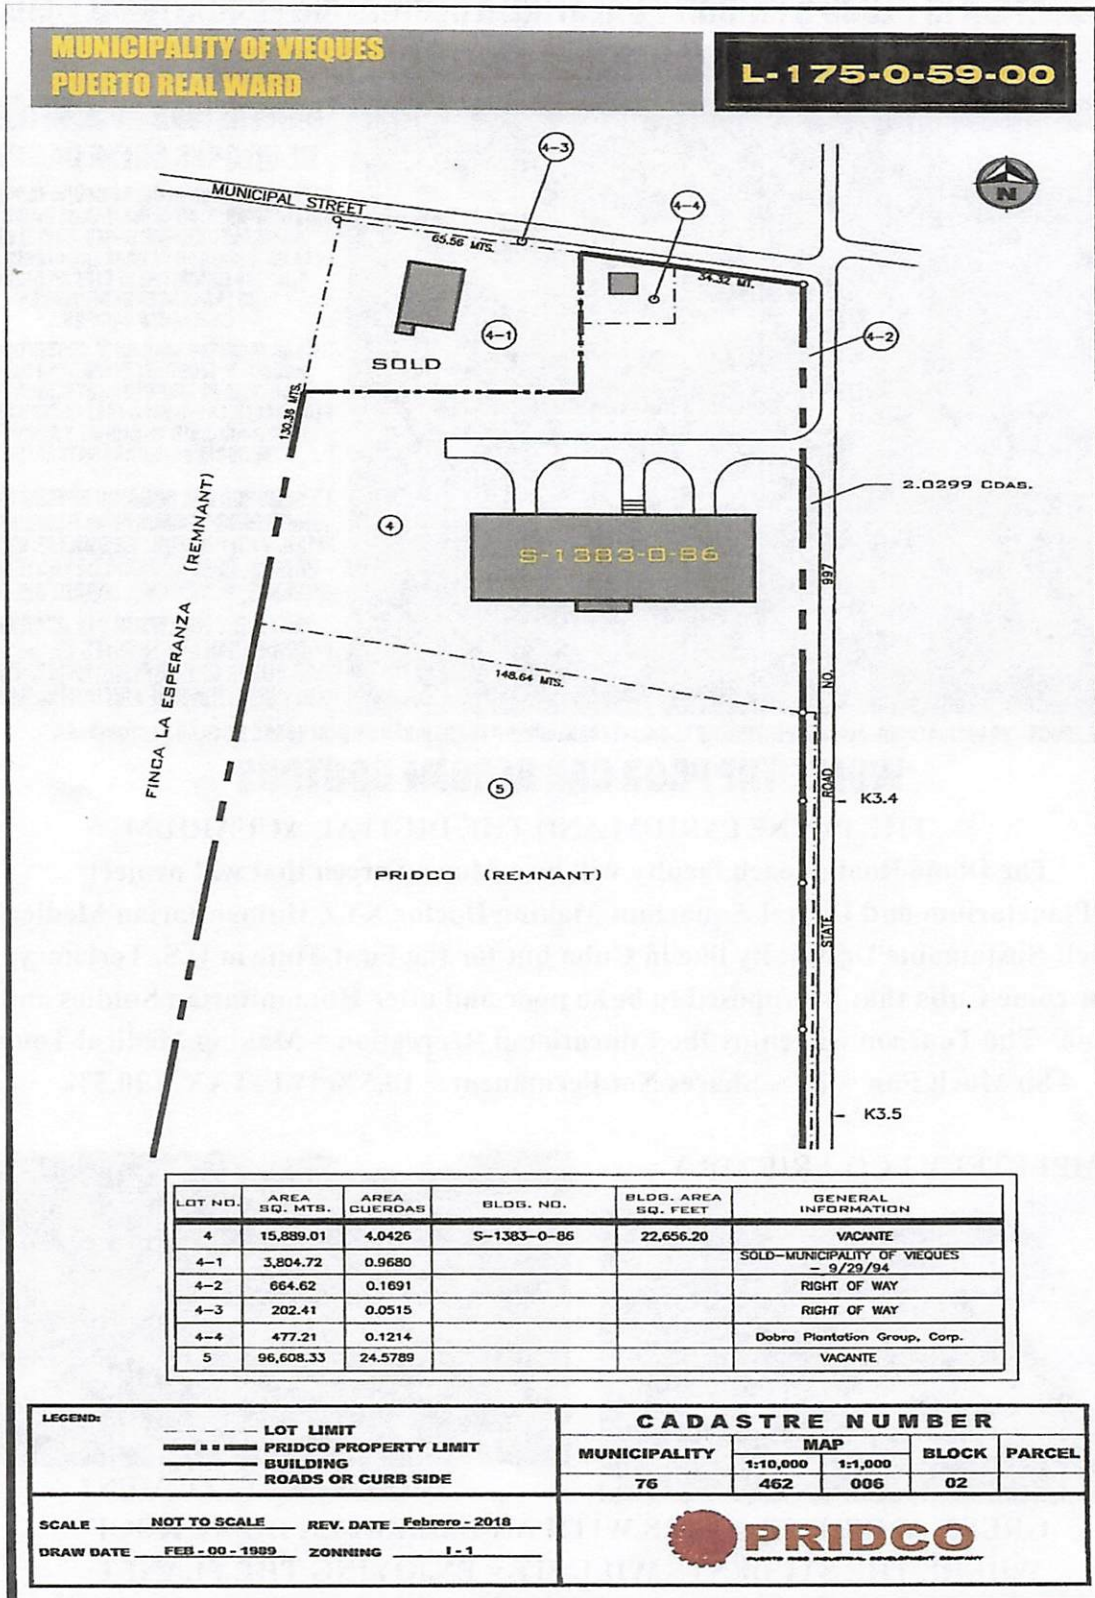 MUNICIPALITY OF VIEQUES
PUERTO REAL WARD
L-175-0-59-00
4-3
MUNICIPAL STREET
65.56 MTS.
4-4
34.32 MT.
N
4-1
4-2
SOLD
130.36 MTS.
2.0299 CDAS.
4
S-1383-0-86
FINCA LA ESPERANZA (REMNANT)
148.64 MTS.
STATE ROAD NO. 997
5
K3.4
PRIDCO (REMNANT)
K3.5
LOT NO. AREA SQ. MTS. AREA CUERDAS BLDG. NO. BLDG. AREA SQ. FEET GENERAL INFORMATION
4 15,889.01 4.0426 S-1383-0-86 22,656.20 VACANTE
4-1 3,804.72 0.9680 SOLD-MUNICIPALITY OF VIEQUES - 9/29/94
4-2 664.62 0.1691 RIGHT OF WAY
4-3 202.41 0.0515 RIGHT OF WAY
4-4 477.21 0.1214 Dobra Plantation Group, Corp.
5 96,608.33 24.5789 VACANTE
LEGEND:
LOT LIMIT
PRIDCO PROPERTY LIMIT
BUILDING
ROADS OR CURB SIDE
SCALE NOT TO SCALE REV. DATE Febrero - 2018
DRAW DATE FEB - 00 - 1989 ZONNING I - 1
CADASTRE NUMBER
MUNICIPALITY MAP BLOCK PARCEL
1:10,000 1:1,000
76 462 006 02
PRIDCO
PUERTO RICO INDUSTRIAL DEVELOPMENT COMPANY